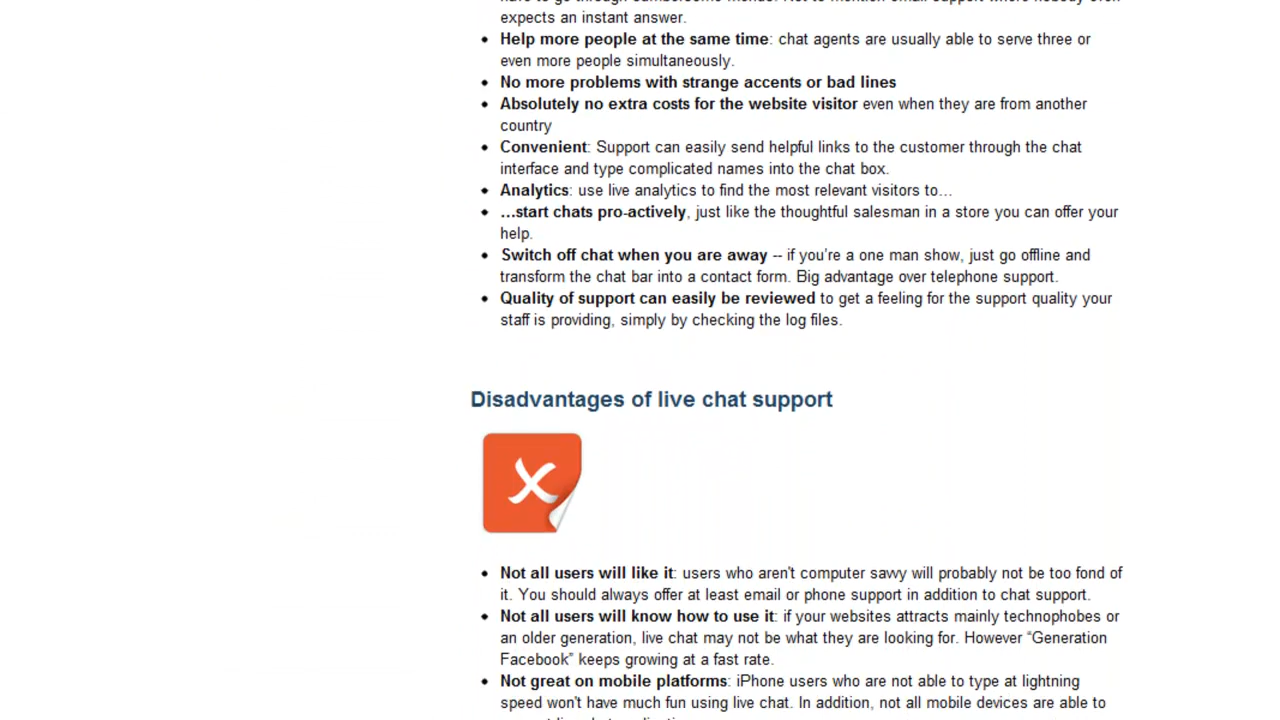 expects an instant answer.
• Help more people at the same time: chat agents are usually able to serve three or
even more people simultaneously.
• No more problems with strange accents or bad lines
• Absolutely no extra costs for the website visitor even when they are from another
country
• Convenient: Support can easily send helpful links to the customer through the chat
interface and type complicated names into the chat box.
• Analytics: use live analytics to find the most relevant visitors to…
• …start chats pro-actively, just like the thoughtful salesman in a store you can offer your
help.
• Switch off chat when you are away -- if you're a one man show, just go offline and
transform the chat bar into a contact form. Big advantage over telephone support.
• Quality of support can easily be reviewed to get a feeling for the support quality your
staff is providing, simply by checking the log files.
Disadvantages of live chat support
X
• Not all users will like it: users who aren't computer savvy will probably not be too fond of
it. You should always offer at least email or phone support in addition to chat support.
• Not all users will know how to use it: if your websites attracts mainly technophobes or
an older generation, live chat may not be what they are looking for. However “Generation
Facebook” keeps growing at a fast rate.
• Not great on mobile platforms: iPhone users who are not able to type at lightning
speed won't have much fun using live chat. In addition, not all mobile devices are able to